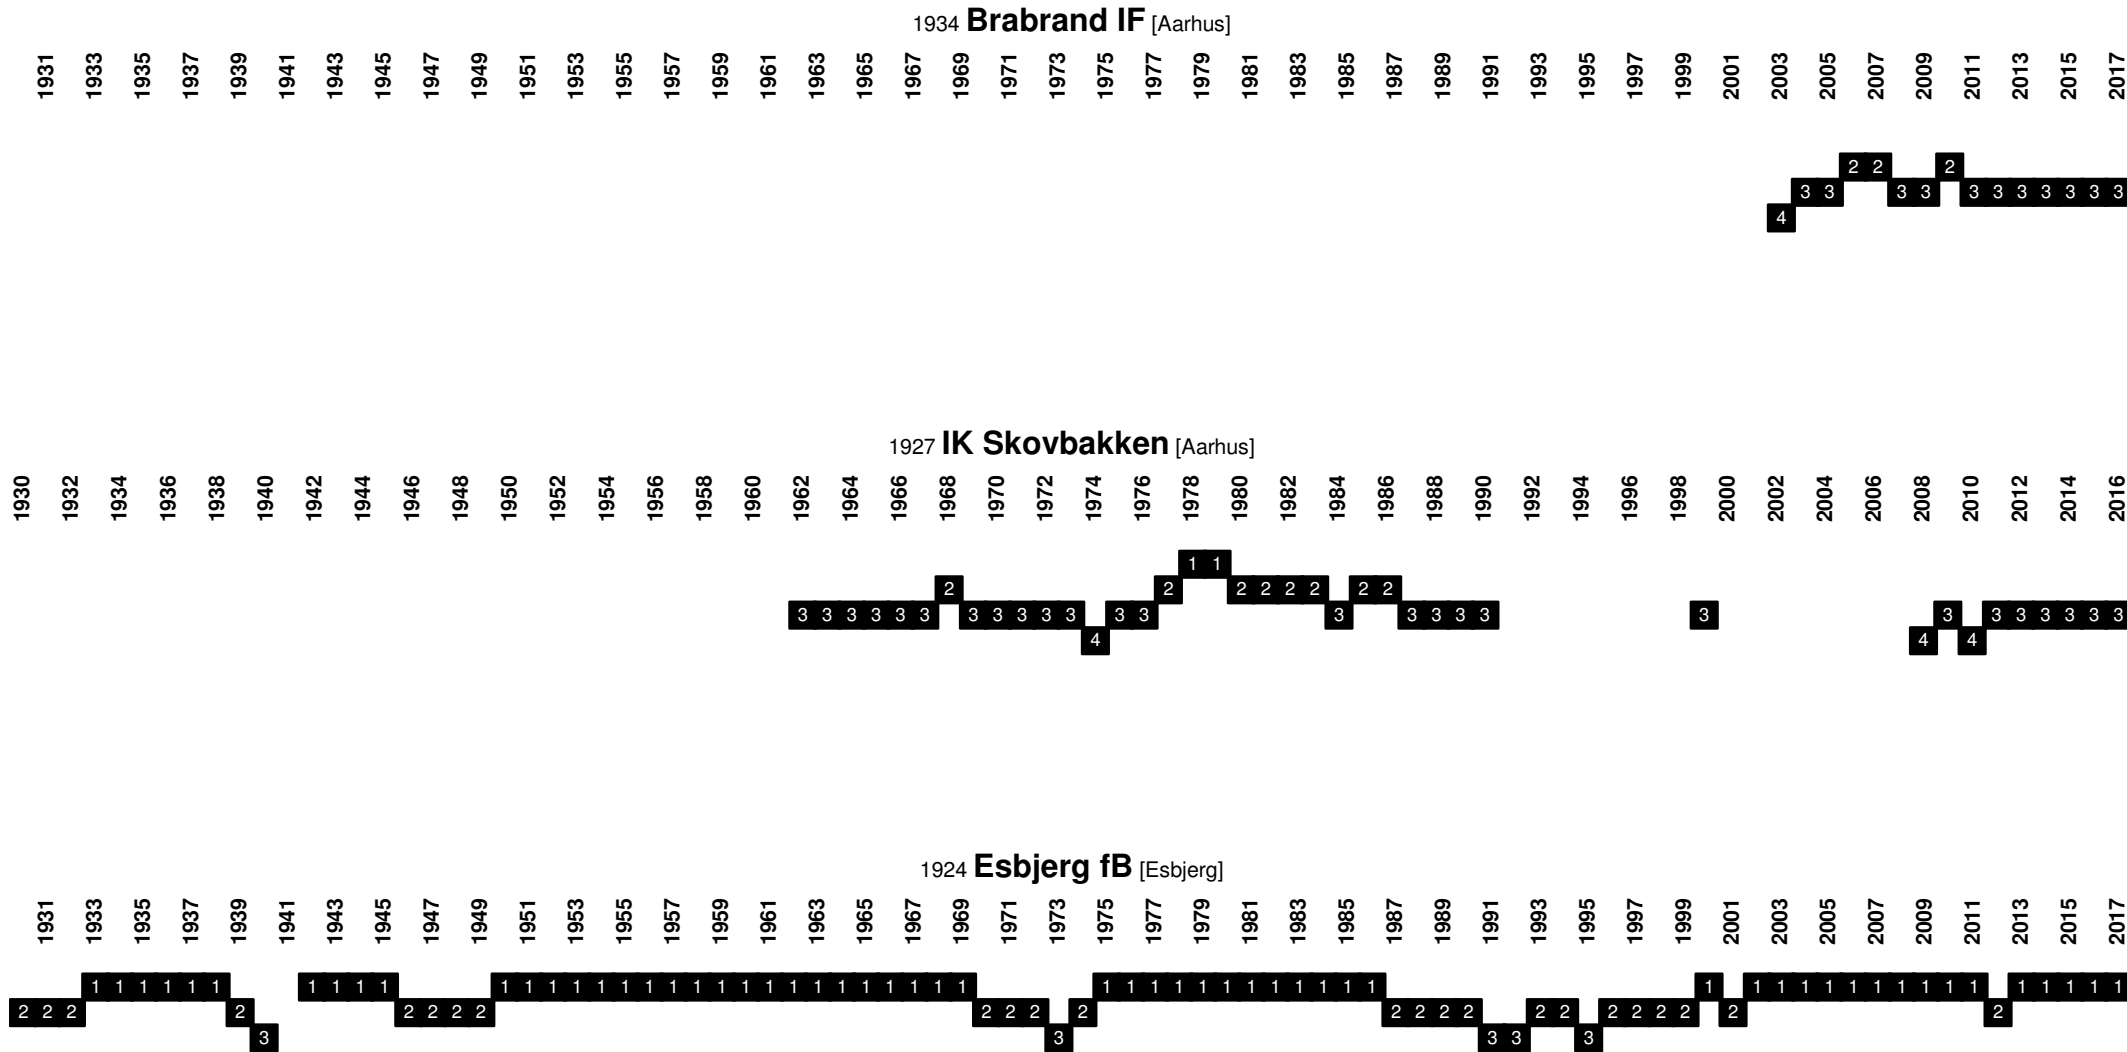 1934 Brabrand IF [Aarhus]
1931 1933 1935 1937 1939 1941 1943 1945 1947 1949 1951 1953 1955 1957 1959 1961 1963 1965 1967 1969 1971 1973 1975 1977 1979 1981 1983 1985 1987 1989 1991 1993 1995 1997 1999 2001 2003 2005 2007 2009 2011 2013 2015 2017
2 2 2
3 3 3 3 3 3 3 3 3 3 3
4
1927 IK Skovbakken [Aarhus]
1930 1932 1934 1936 1938 1940 1942 1944 1946 1948 1950 1952 1954 1956 1958 1960 1962 1964 1966 1968 1970 1972 1974 1976 1978 1980 1982 1984 1986 1988 1990 1992 1994 1996 1998 2000 2002 2004 2006 2008 2010 2012 2014 2016
1 1
2 2 2 2 2 2 2 2
3 3 3 3 3 3 3 3 3 3 3 3 3 3 3 3 3 3 3 3 3 3 3 3 3 3
4 4 4
1924 Esbjerg fB [Esbjerg]
1931 1933 1935 1937 1939 1941 1943 1945 1947 1949 1951 1953 1955 1957 1959 1961 1963 1965 1967 1969 1971 1973 1975 1977 1979 1981 1983 1985 1987 1989 1991 1993 1995 1997 1999 2001 2003 2005 2007 2009 2011 2013 2015 2017
1 1 1 1 1 1 1 1 1 1 1 1 1 1 1 1 1 1 1 1 1 1 1 1 1 1 1 1 1 1 1 1 1 1 1 1 1 1 1 1 1 1 1 1 1 1 1 1 1 1 1 1 1 1 1 1 1 1
2 2 2 2 2 2 2 2 2 2 2 2 2 2 2 2 2 2 2 2 2 2 2 2
3 3 3 3 3